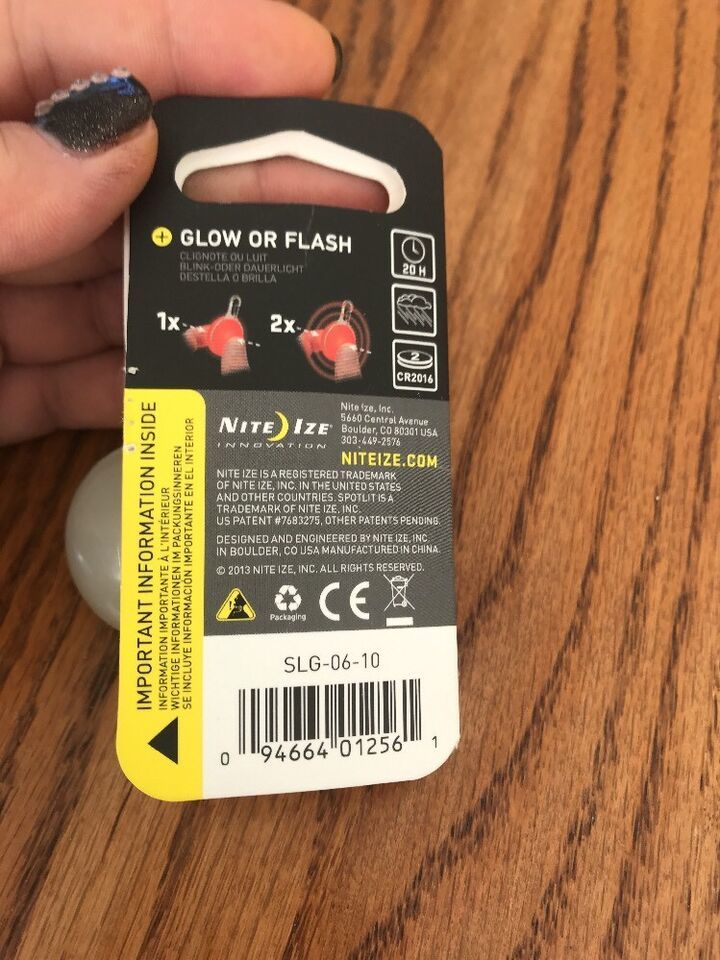 GLOW OR FLASH
CLIGNOTE OU LUIT
BLINK-ODER DAUERLICHT
DESTELLA O BRILLA
1x
2x
20 H
2
CR2016
IMPORTANT INFORMATION INSIDE
INFORMATION IMPORTANTE À L'INTÉRIEUR
WICHTIGE INFORMATIONEN IM PACKUNGSINNEREN
SE INCLUYE INFORMACIÓN IMPORTANTE EN EL INTERIOR
NITE IZE®
INNOVATION
Nite Ize, Inc.
5660 Central Avenue
Boulder, CO 80301 USA
303-449-2576
NITEIZE.COM
NITE IZE IS A REGISTERED TRADEMARK
OF NITE IZE, INC. IN THE UNITED STATES
AND OTHER COUNTRIES. SPOTLIT IS A
TRADEMARK OF NITE IZE, INC.
US PATENT #7683275, OTHER PATENTS PENDING.
DESIGNED AND ENGINEERED BY NITE IZE, INC
IN BOULDER, CO USA MANUFACTURED IN CHINA.
© 2013 NITE IZE, INC. ALL RIGHTS RESERVED.
Packaging
CE
SLG-06-10
0 94664 01256 1